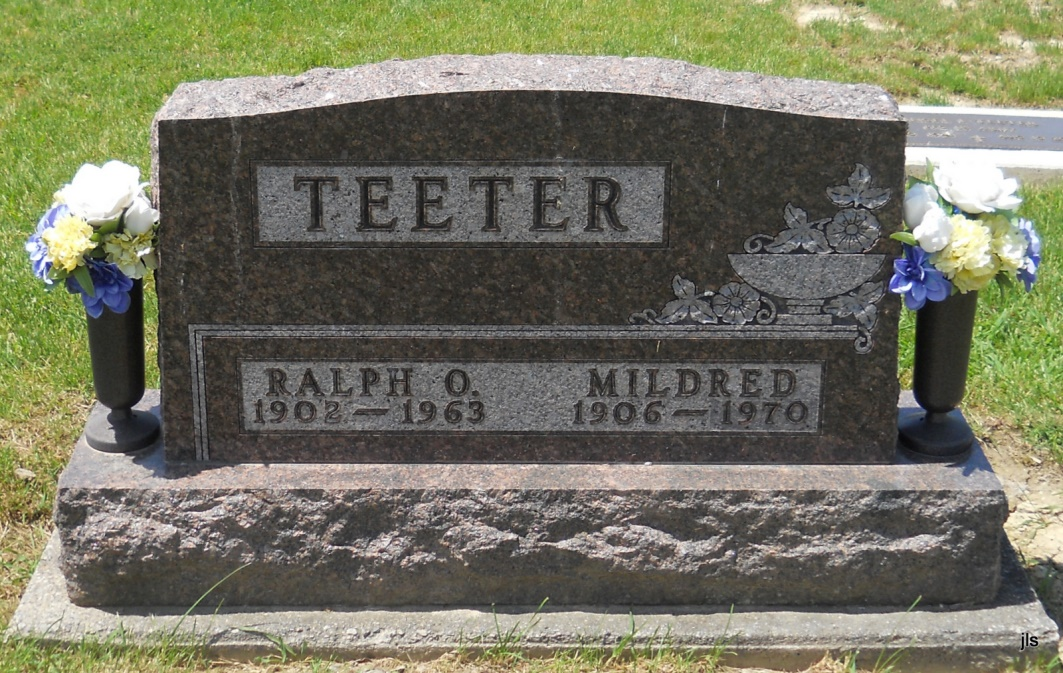 TEETER
RALPH O. MILDRED
1902 — 1963 1906 — 1970
jls